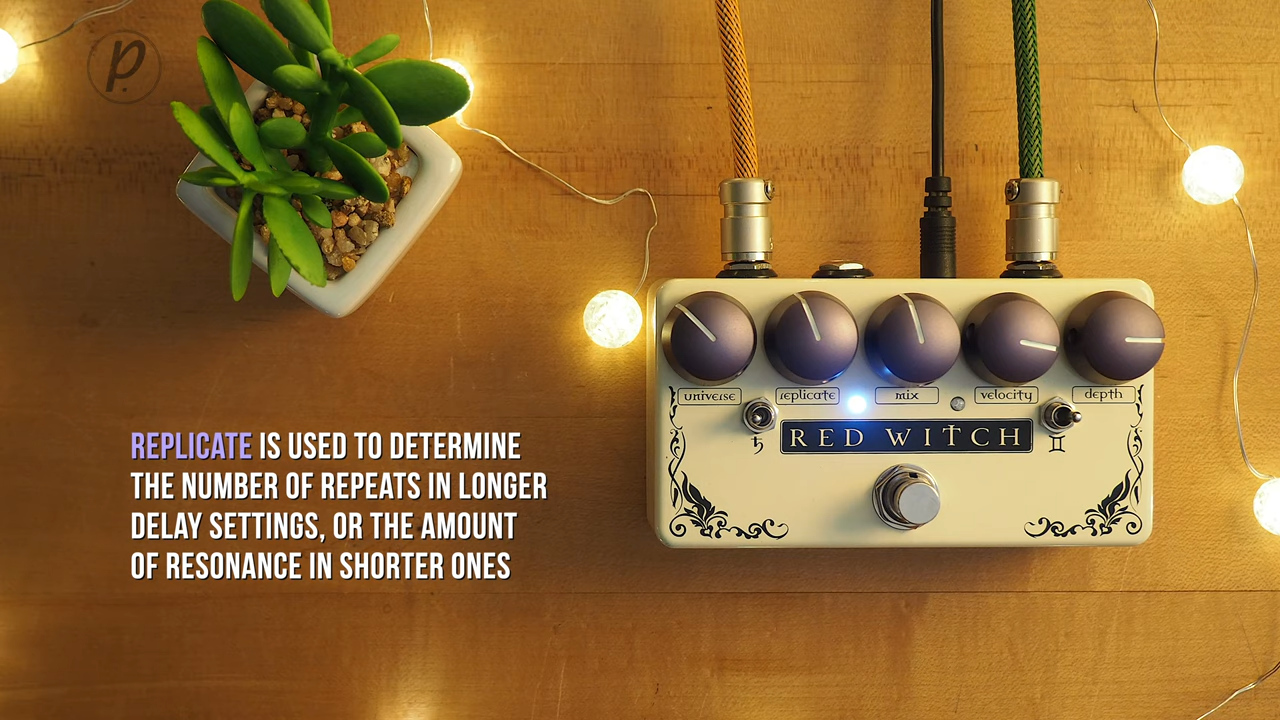 p.
universe
replicate
mix
velocity
depth
♄
RED WITCH
♊
REPLICATE IS USED TO DETERMINE
THE NUMBER OF REPEATS IN LONGER
DELAY SETTINGS, OR THE AMOUNT
OF RESONANCE IN SHORTER ONES